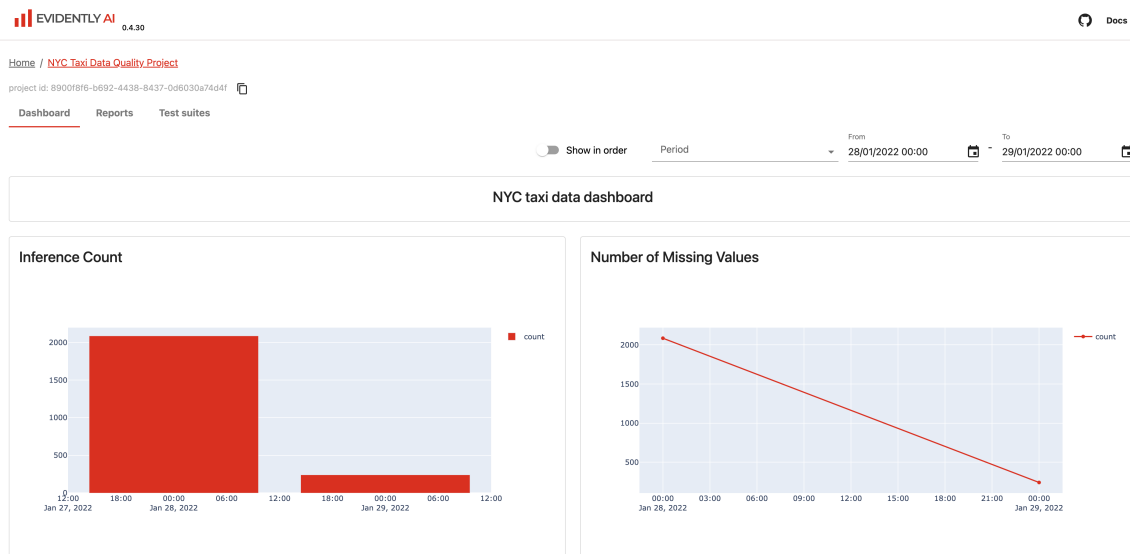 EVIDENTLY AI 0.4.30
Docs
Home / NYC Taxi Data Quality Project
project id: 8900f8f6-b692-4438-8437-0d6030a74d4f
Dashboard Reports Test suites
Show in order
Period
From
28/01/2022 00:00
-
To
29/01/2022 00:00
NYC taxi data dashboard
Inference Count
2000
1500
1000
500
0
12:00 18:00 00:00 06:00 12:00 18:00 00:00 06:00 12:00
Jan 27, 2022 Jan 28, 2022 Jan 29, 2022
count
Number of Missing Values
2000
1500
1000
500
00:00 03:00 06:00 09:00 12:00 15:00 18:00 21:00 00:00
Jan 28, 2022 Jan 29, 2022
count